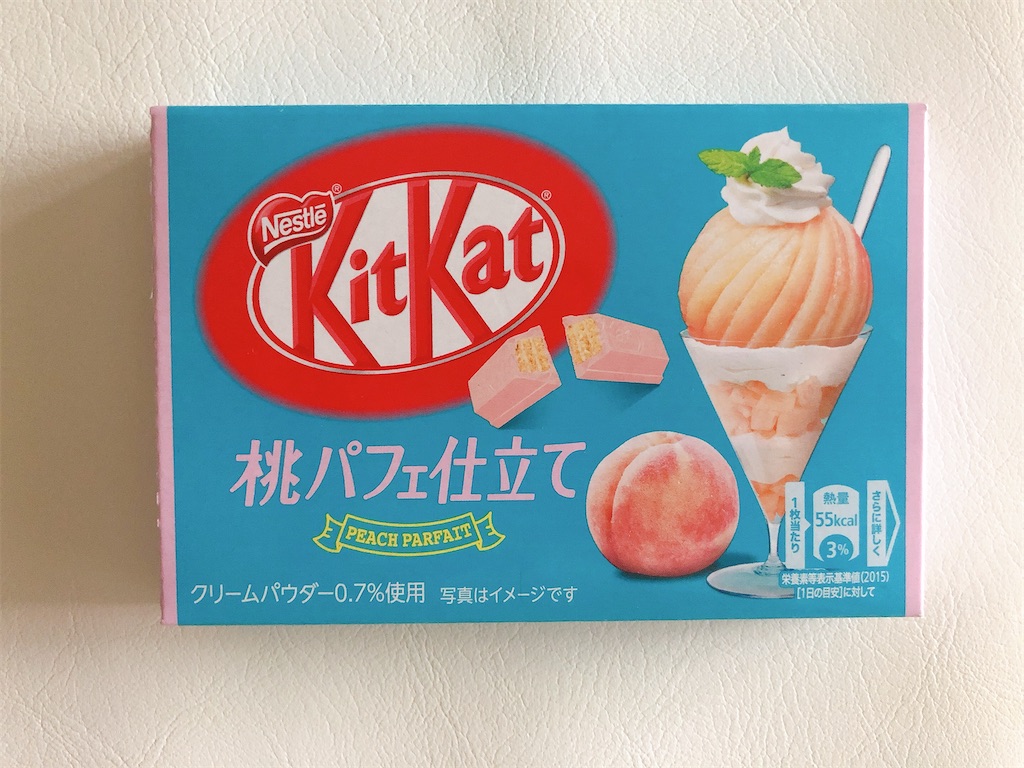 Nestlé®
KitKat®
桃パフェ仕立て
PEACH PARFAIT
クリームパウダー0.7%使用 写真はイメージです
1枚当たり
熱量
55kcal
3%
さらに詳しく
栄養素等表示基準値(2015)
[1日の目安]に対して